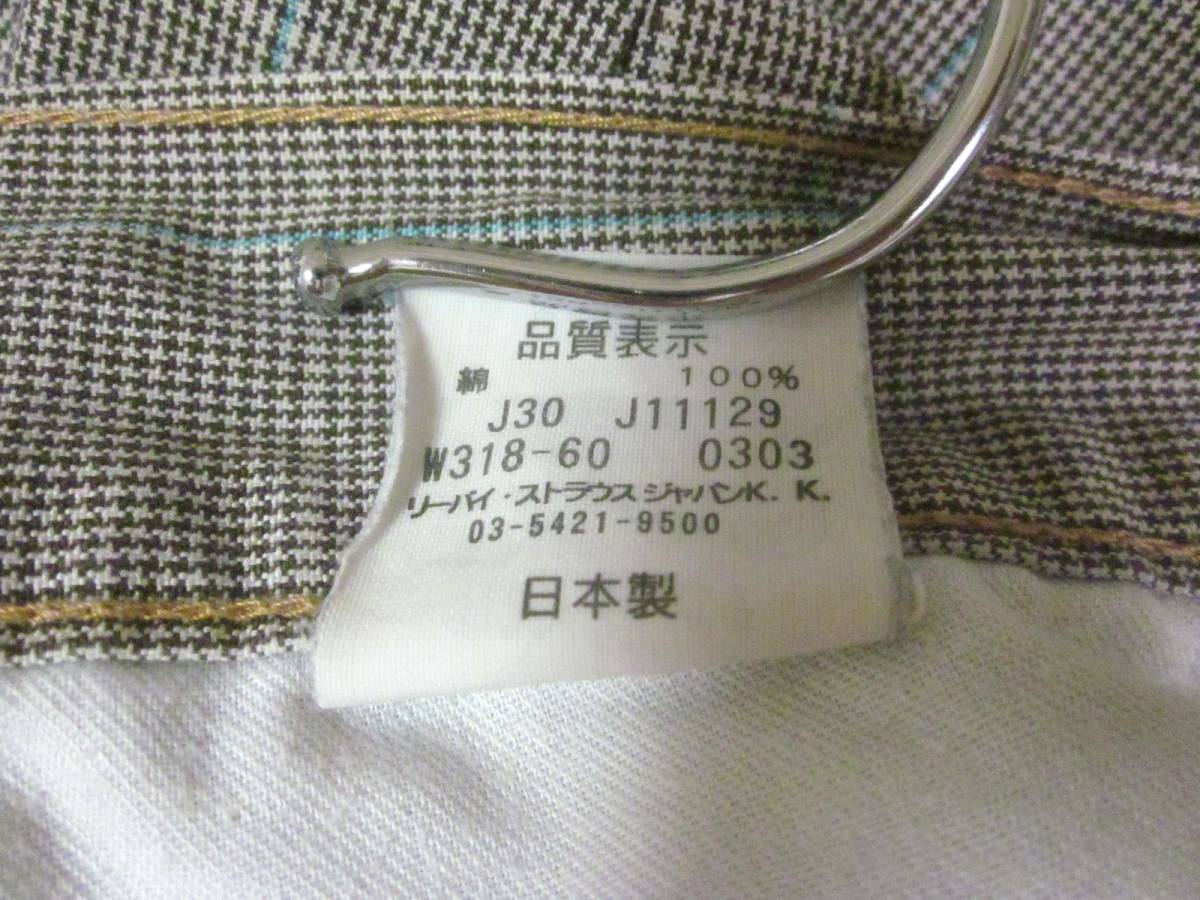 品質表示
綿 100%
J30 J11129
W318-60 0303
リーバイ・ストラウスジャパンK.K.
03-5421-9500
日本製